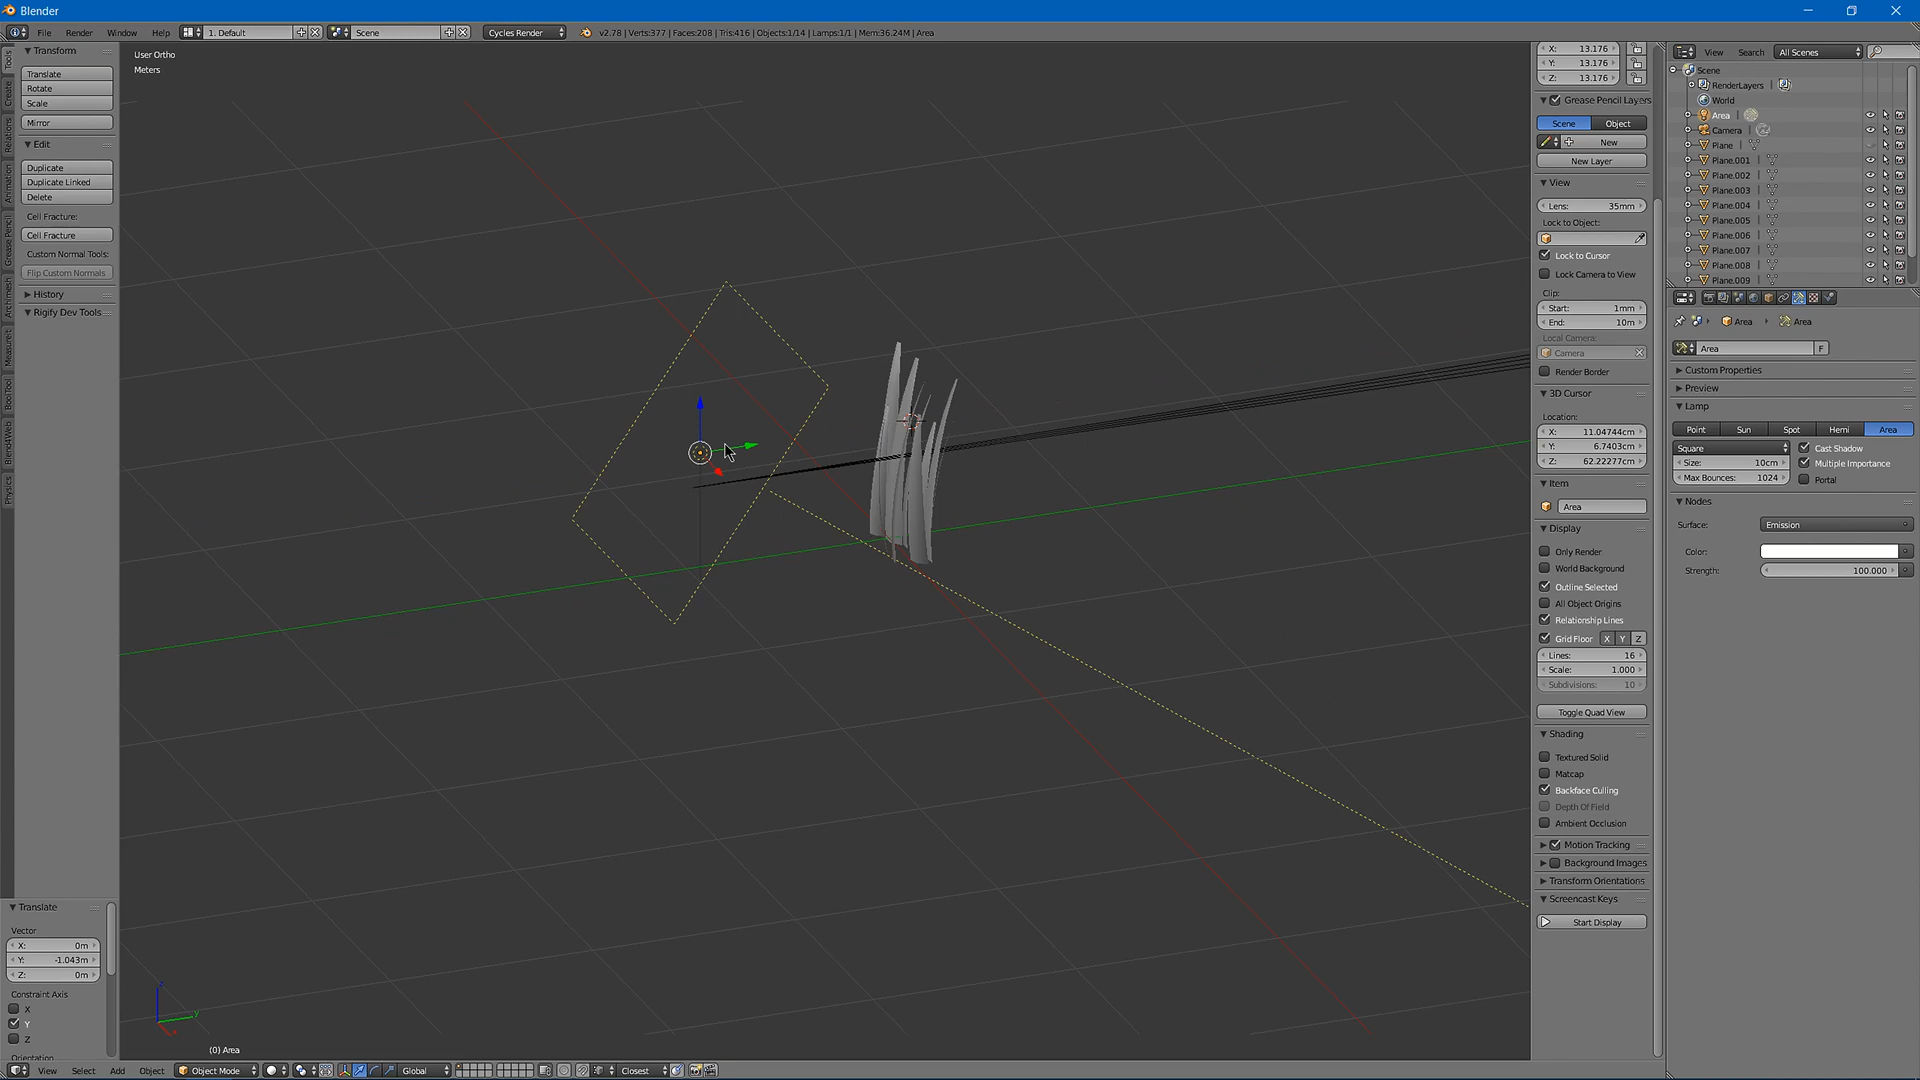 Blender
File Render Window Help 1. Default Scene Cycles Render v2.78 | Verts:377 | Faces:208 | Tris:416 | Objects:1/14 | Lamps:1/1 | Mem:36.24M | Area
Tools
Create
Relations
Animation
Grease Pencil
Archimesh
MeasureIt
BoolTool
Blend4Web
Physics
Transform
Translate
Rotate
Scale
Mirror
Edit
Duplicate
Duplicate Linked
Delete
Cell Fracture:
Cell Fracture
Custom Normal Tools:
Flip Custom Normals
History
Rigify Dev Tools
Translate
Vector
X: 0m
Y: -1.043m
Z: 0m
Constraint Axis
X
Y
Z
Orientation
User Ortho
Meters
z
y
x
(0) Area
View Select Add Object Object Mode Global Closest
X: 13.176
Y: 13.176
Z: 13.176
Grease Pencil Layers
Scene Object
New
New Layer
View
Lens: 35mm
Lock to Object:
Lock to Cursor
Lock Camera to View
Clip:
Start: 1mm
End: 10m
Local Camera:
Camera
Render Border
3D Cursor
Location:
X: 11.04744cm
Y: 6.7403cm
Z: 62.22277cm
Item
Area
Display
Only Render
World Background
Outline Selected
All Object Origins
Relationship Lines
Grid Floor X Y Z
Lines: 16
Scale: 1.000
Subdivisions: 10
Toggle Quad View
Shading
Textured Solid
Matcap
Backface Culling
Depth Of Field
Ambient Occlusion
Motion Tracking
Background Images
Transform Orientations
Screencast Keys
Start Display
View Search All Scenes
Scene
RenderLayers |
World
Area |
Camera |
Plane |
Plane.001 |
Plane.002 |
Plane.003 |
Plane.004 |
Plane.005 |
Plane.006 |
Plane.007 |
Plane.008 |
Plane.009 |
Area Area
Area F
Custom Properties
Preview
Lamp
Point Sun Spot Hemi Area
Square Cast Shadow
Size: 10cm Multiple Importance
Max Bounces: 1024 Portal
Nodes
Surface: Emission
Color:
Strength: 100.000